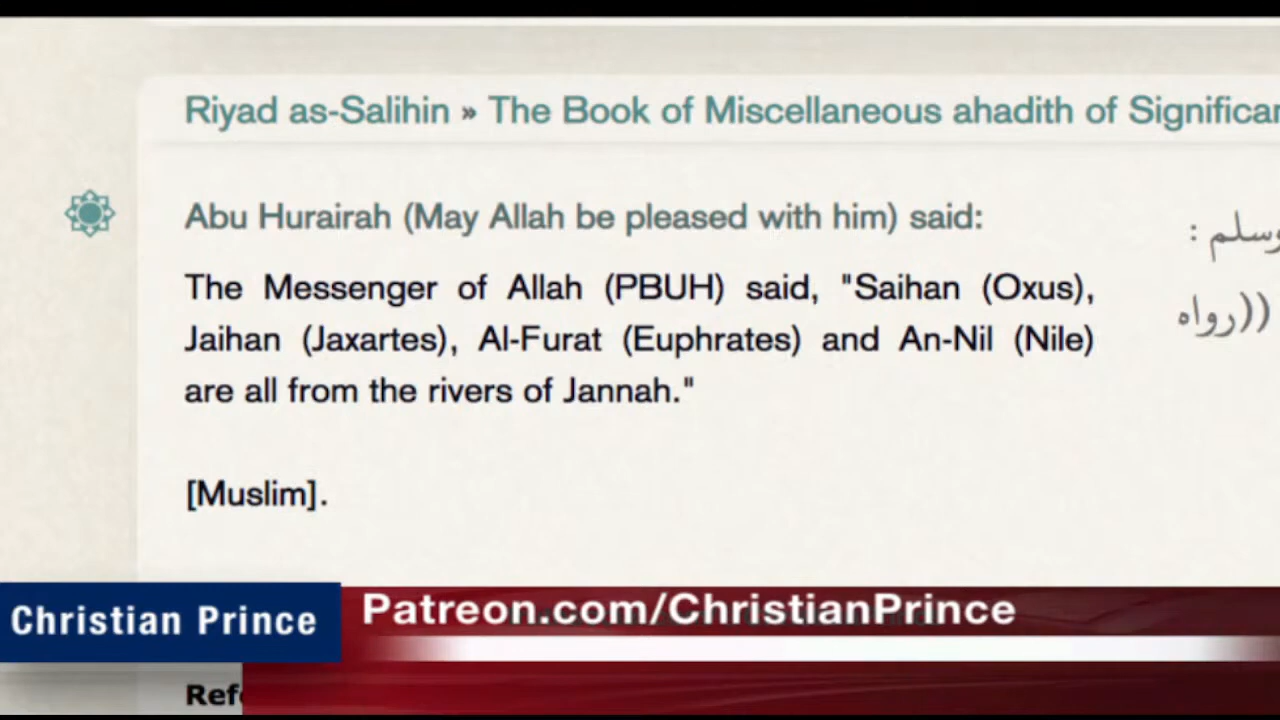 Riyad as-Salihin » The Book of Miscellaneous ahadith of
Abu Hurairah (May Allah be pleased with him) said:
وسلم :
The Messenger of Allah (PBUH) said, "Saihan (Oxus),
Jaihan (Jaxartes), Al-Furat (Euphrates) and An-Nil (Nile)
((رواه
are all from the rivers of Jannah."
[Muslim].
Christian Prince
Patreon.com/ChristianPrince